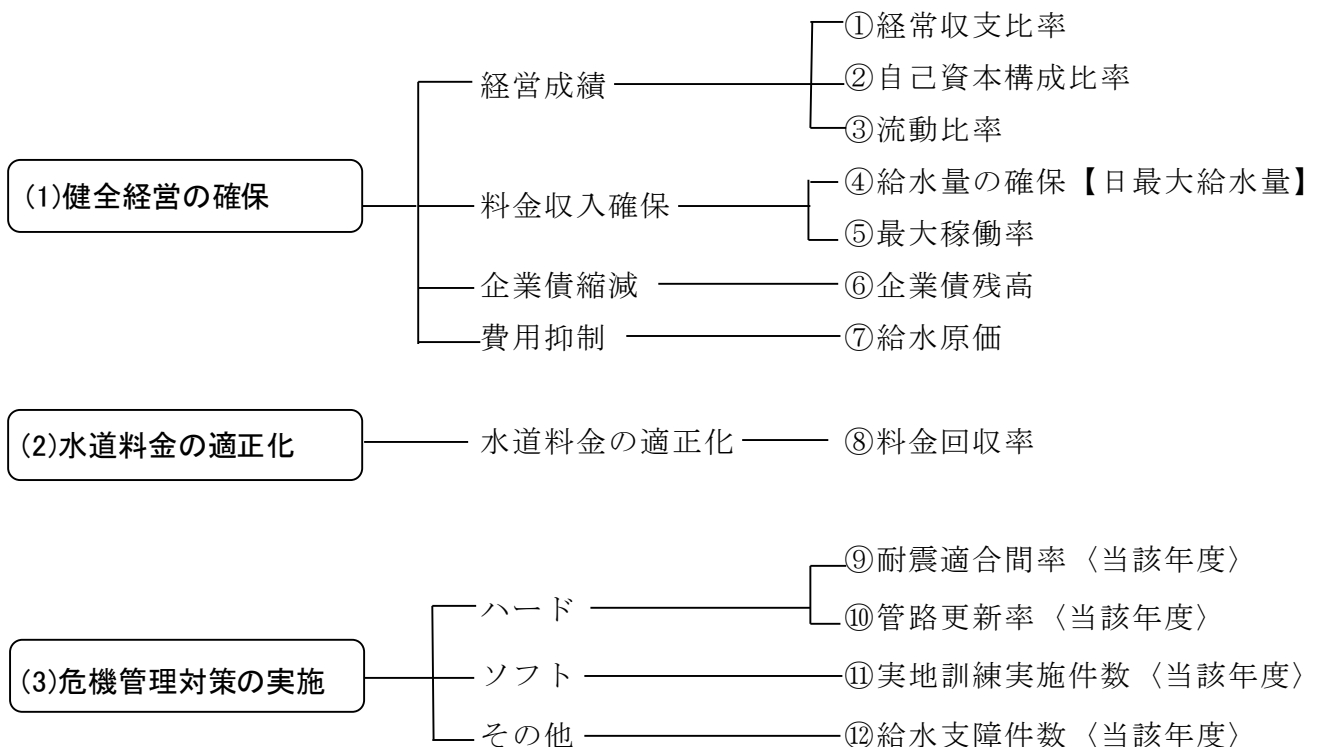 (1)健全経営の確保
経営成績
①経常収支比率
②自己資本構成比率
③流動比率
料金収入確保
④給水量の確保【日最大給水量】
⑤最大稼働率
企業債縮減
⑥企業債残高
費用抑制
⑦給水原価
(2)水道料金の適正化
水道料金の適正化
⑧料金回収率
(3)危機管理対策の実施
ハード
⑨耐震適合間率〈当該年度〉
⑩管路更新率〈当該年度〉
ソフト
⑪実地訓練実施件数〈当該年度〉
その他
⑫給水支障件数〈当該年度〉